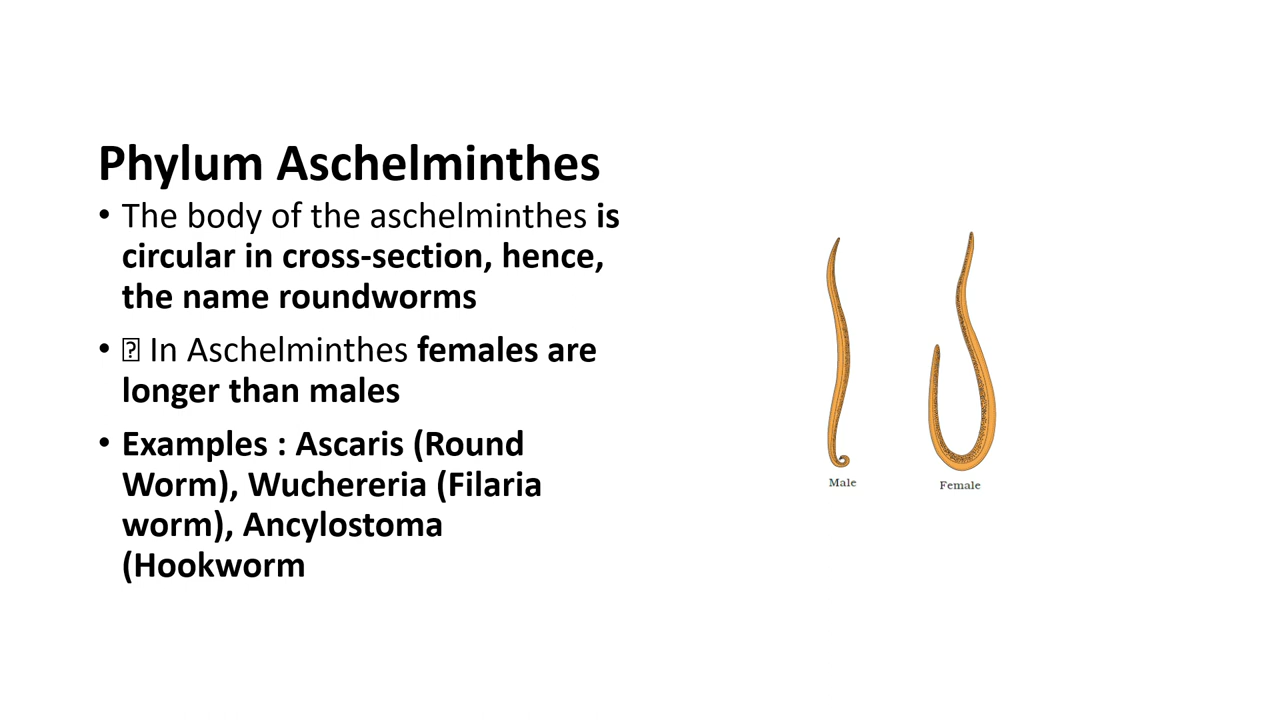 Phylum Aschelminthes
• The body of the aschelminthes is
circular in cross-section, hence,
the name roundworms
• ⍰ In Aschelminthes females are
longer than males
• Examples : Ascaris (Round
Worm), Wuchereria (Filaria
worm), Ancylostoma
(Hookworm
Male
Female